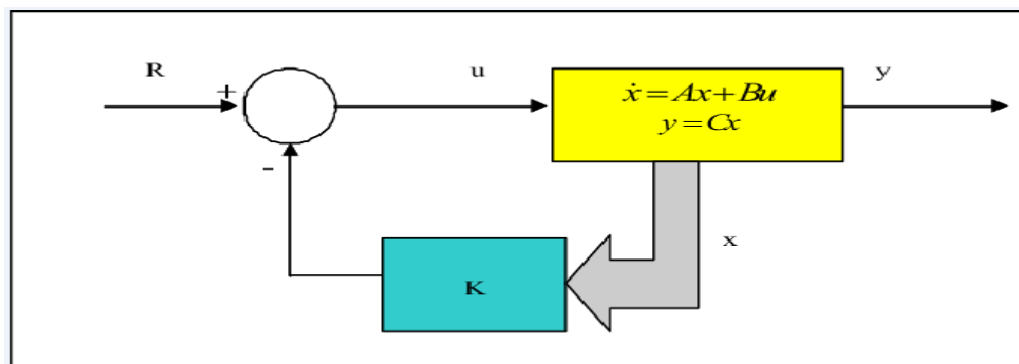 R
u
y
+
ẋ = Ax + Bu
y = Cx
-
x
K